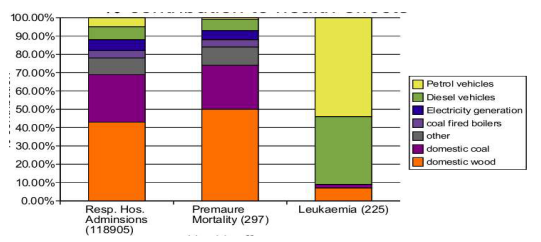 100.00%
90.00%
80.00%
70.00%
60.00%
50.00%
40.00%
30.00%
20.00%
10.00%
0.00%
Resp. Hos.
Adminsions
(118905)
Premaure
Mortality (297)
Leukaemia (225)
Petrol vehicles
Diesel vehicles
Electricity generation
coal fired boilers
other
domestic coal
domestic wood